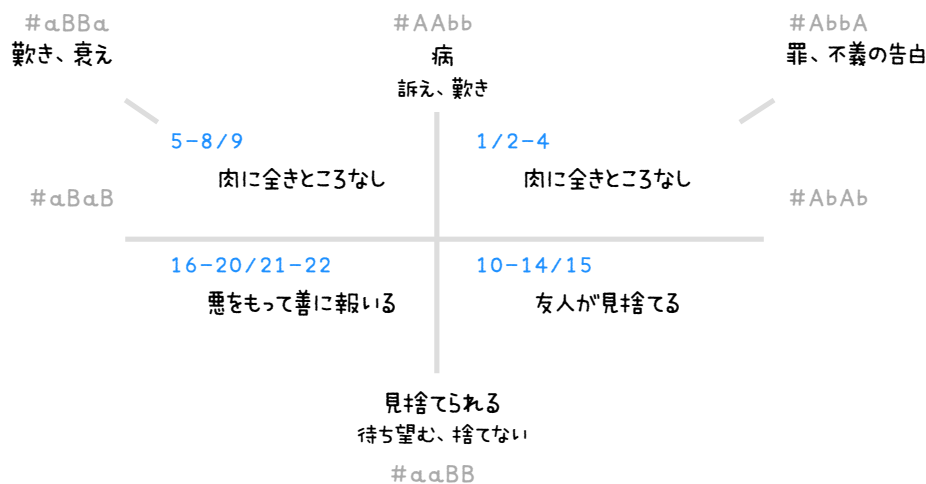 #aBBa
歎き、衰え
#AAbb
病
訴え、歎き
#AbbA
罪、不義の告白
5-8/9
肉に全きところなし
1/2-4
肉に全きところなし
#aBaB
#AbAb
16-20/21-22
悪をもって善に報いる
10-14/15
友人が見捨てる
見捨てられる
待ち望む、捨てない
#aaBB